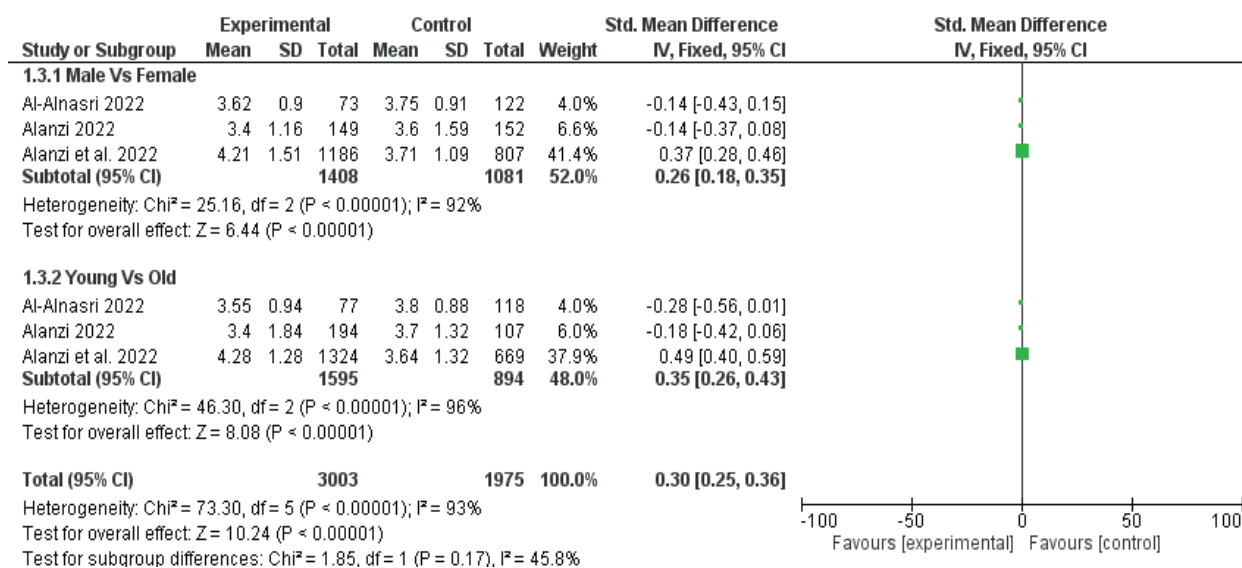 Experimental Control Std. Mean Difference Std. Mean Difference
Study or Subgroup Mean SD Total Mean SD Total Weight IV, Fixed, 95% CI IV, Fixed, 95% CI
1.3.1 Male Vs Female
Al-Alnasri 2022 3.62 0.9 73 3.75 0.91 122 4.0% -0.14 [-0.43, 0.15]
Alanzi 2022 3.4 1.16 149 3.6 1.59 152 6.6% -0.14 [-0.37, 0.08]
Alanzi et al. 2022 4.21 1.51 1186 3.71 1.09 807 41.4% 0.37 [0.28, 0.46]
Subtotal (95% CI) 1408 1081 52.0% 0.26 [0.18, 0.35]
Heterogeneity: Chi² = 25.16, df = 2 (P < 0.00001); I² = 92%
Test for overall effect: Z = 6.44 (P < 0.00001)
1.3.2 Young Vs Old
Al-Alnasri 2022 3.55 0.94 77 3.8 0.88 118 4.0% -0.28 [-0.56, 0.01]
Alanzi 2022 3.4 1.84 194 3.7 1.32 107 6.0% -0.18 [-0.42, 0.06]
Alanzi et al. 2022 4.28 1.28 1324 3.64 1.32 669 37.9% 0.49 [0.40, 0.59]
Subtotal (95% CI) 1595 894 48.0% 0.35 [0.26, 0.43]
Heterogeneity: Chi² = 46.30, df = 2 (P < 0.00001); I² = 96%
Test for overall effect: Z = 8.08 (P < 0.00001)
Total (95% CI) 3003 1975 100.0% 0.30 [0.25, 0.36]
Heterogeneity: Chi² = 73.30, df = 5 (P < 0.00001); I² = 93%
Test for overall effect: Z = 10.24 (P < 0.00001)
Test for subgroup differences: Chi² = 1.85, df = 1 (P = 0.17), I² = 45.8%
-100 -50 0 50 100
Favours [experimental] Favours [control]